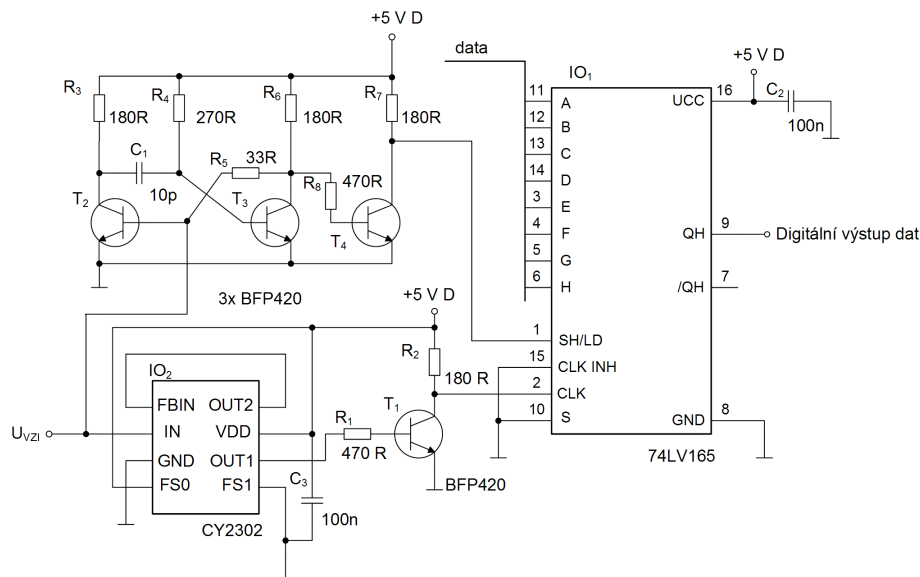 +5 V D
data
+5 V D
R3
180R
R4
270R
R6
180R
R7
180R
IO1
11
A
12
B
13
C
14
D
3
E
4
F
5
G
6
H
1
SH/LD
15
CLK INH
2
CLK
10
S
UCC
16
C2
100n
QH
9
Digitální výstup dat
/QH
7
GND
8
74LV165
C1
10p
R5
33R
R8
470R
T2
T3
T4
3x BFP420
+5 V D
R2
180 R
T1
R1
470 R
BFP420
IO2
FBIN
OUT2
IN
VDD
GND
OUT1
FS0
FS1
CY2302
UVZI
C3
100n